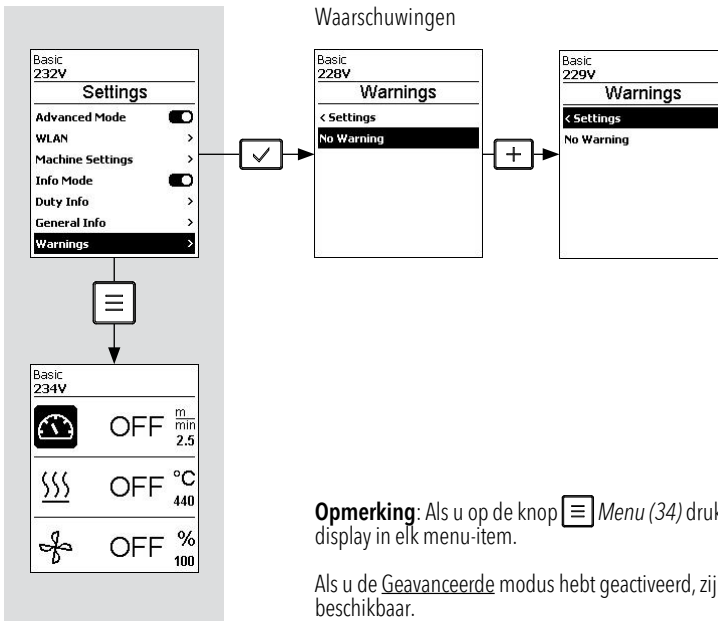 Waarschuwingen
Basic
232V
Settings
Advanced Mode
WLAN >
Machine Settings >
Info Mode
Duty Info >
General Info >
Warnings >
Basic
228V
Warnings
< Settings
No Warning
Basic
229V
Warnings
< Settings
No Warning
Basic
234V
OFF m/min 2.5
OFF °C 440
OFF % 100
Opmerking: Als u op de knop Menu (34)
display in elk menu-item.
Als u de Geavanceerde modus hebt geactiveerd, zij
beschikbaar.